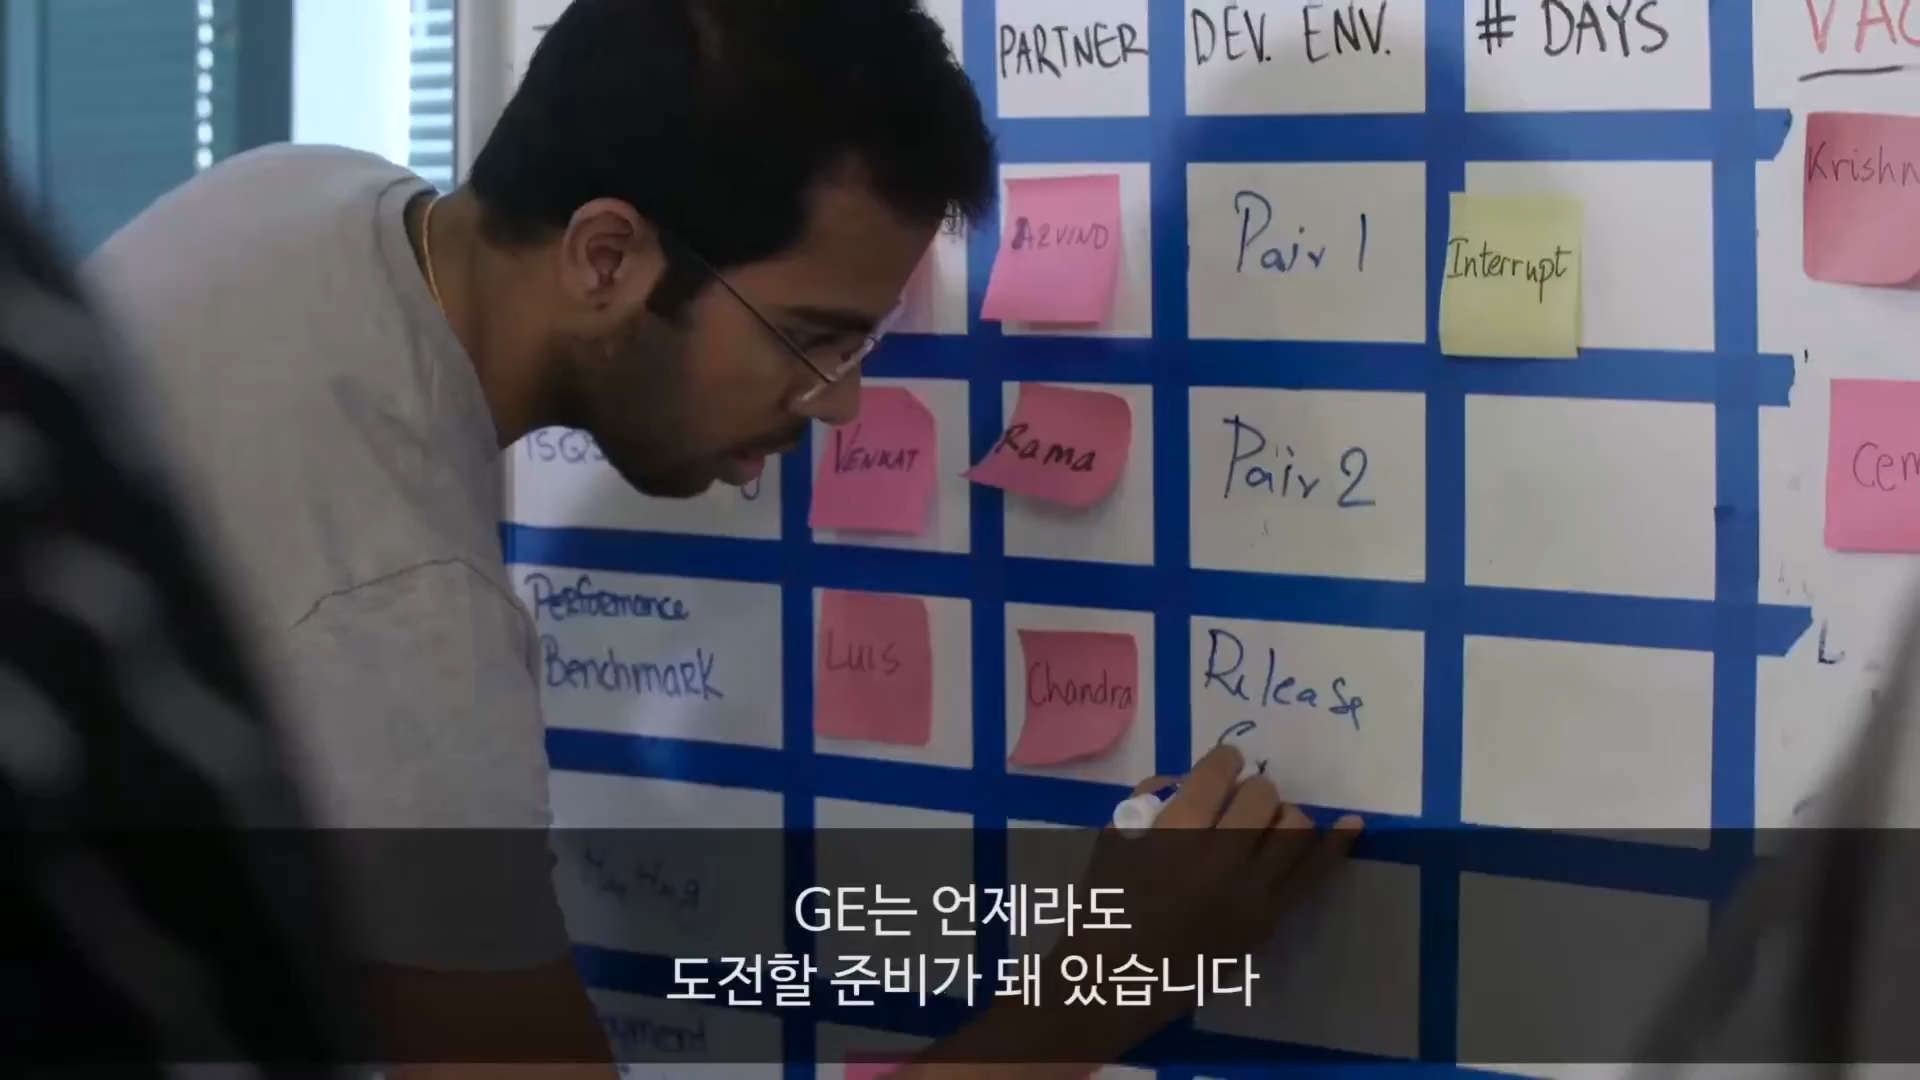 PARTNER
DEV. ENV.
# DAYS
ARVIND
Pair 1
Interrupt
VENKAT
Rama
Pair 2
Performance
Benchmark
LUIS
Chandra
Release
GE는 언제라도
도전할 준비가 돼 있습니다